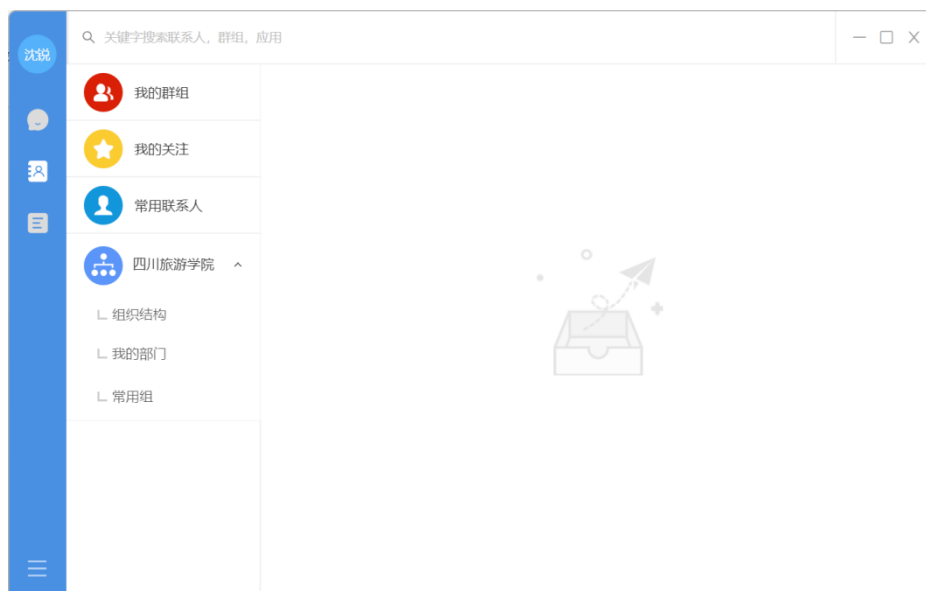 沈锐
关键字搜索联系人，群组，应用
我的群组
我的关注
常用联系人
四川旅游学院
组织结构
我的部门
常用组